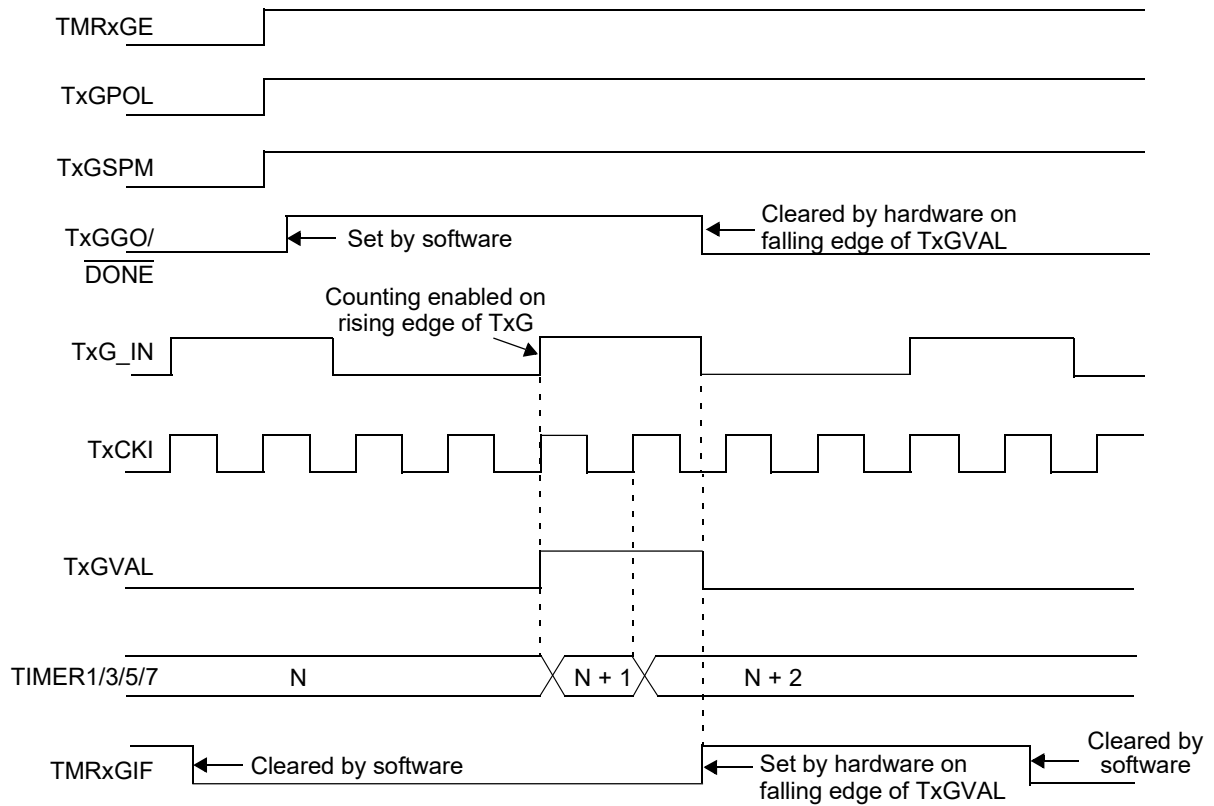 TMRxGE
TxGPOL
TxGSPM
TxGGO/
DONE
Set by software
Cleared by hardware on
falling edge of TxGVAL
Counting enabled on
rising edge of TxG
TxG_IN
TxCKI
TxGVAL
TIMER1/3/5/7
N
N + 1
N + 2
TMRxGIF
Cleared by software
Set by hardware on
falling edge of TxGVAL
Cleared by
software